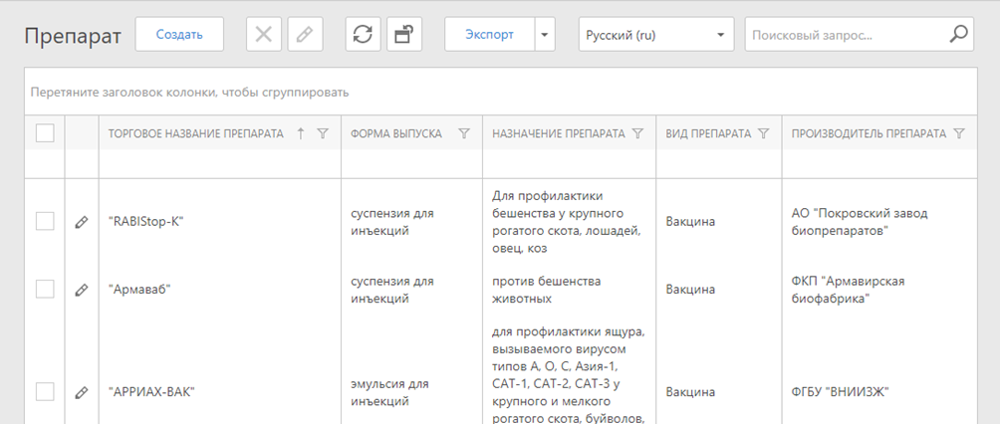 Препарат
Создать
Экспорт
Русский (ru)
Поисковый запрос...
Перетяните заголовок колонки, чтобы сгруппировать
ТОРГОВОЕ НАЗВАНИЕ ПРЕПАРАТА
ФОРМА ВЫПУСКА
НАЗНАЧЕНИЕ ПРЕПАРАТА
ВИД ПРЕПАРАТА
ПРОИЗВОДИТЕЛЬ ПРЕПАРАТА
"RABIStop-K"
суспензия для
инъекций
Для профилактики
бешенства у крупного
рогатого скота, лошадей,
овец, коз
Вакцина
АО "Покровский завод
биопрепаратов"
"Армаваб"
суспензия для
инъекций
против бешенства
животных
Вакцина
ФКП "Армавирская
биофабрика"
"АРРИАХ-ВАК"
эмульсия для
инъекций
для профилактики ящура,
вызываемого вирусом
типов А, О, С, Азия-1,
САТ-1, САТ-2, САТ-3 у
крупного и мелкого
рогатого скота, буйволов,
Вакцина
ФГБУ "ВНИИЗЖ"